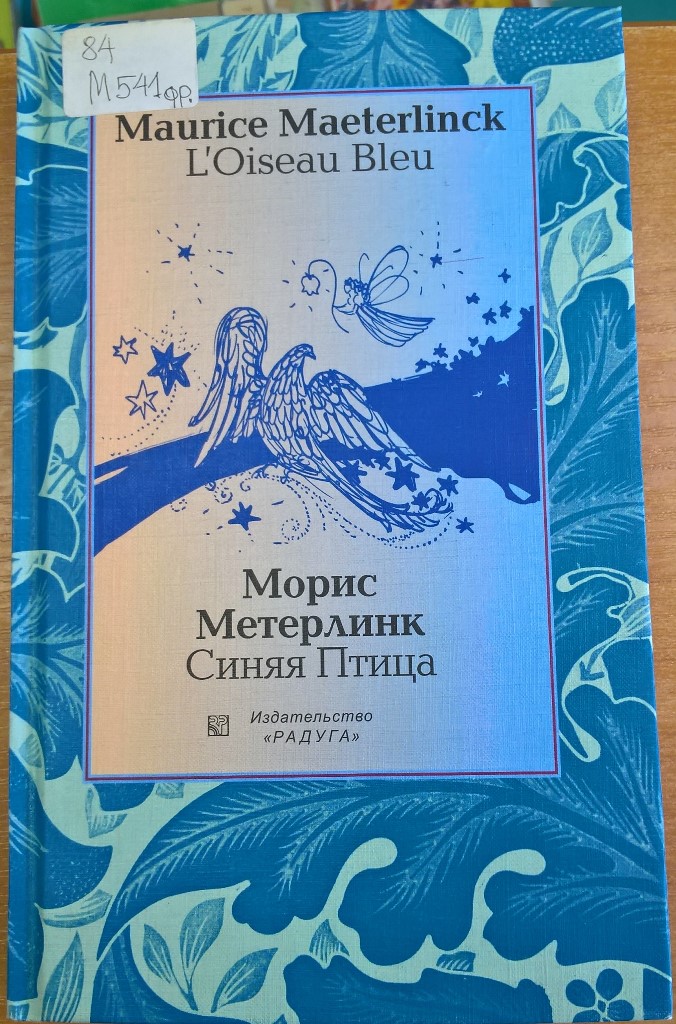 84
М541фр.
Maurice Maeterlinck
L'Oiseau Bleu
Морис
Метерлинк
Синяя Птица
Издательство
«РАДУГА»